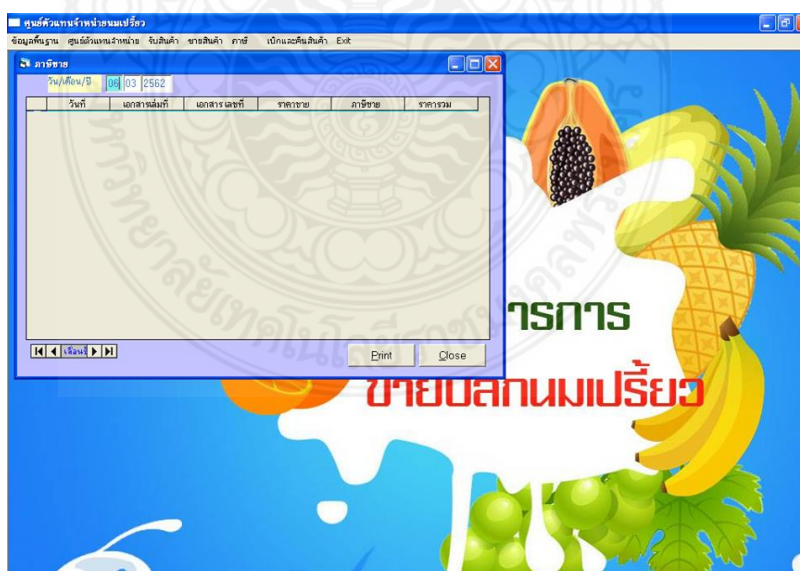 ศูนย์ตัวแทนจำหน่ายนมเปรี้ยว
ข้อมูลพื้นฐาน ศูนย์ตัวแทนจำหน่าย รับสินค้า ขายสินค้า ภาษี เบิกและคืนสินค้า Exit
ภาษีขาย
วัน/เดือน/ปี 06 03 2562
วันที่ เอกสารเล่มที่ เอกสารเลขที่ ราคาขาย ภาษีขาย ราคารวม
Print Close
ารการ
ขายปลีกนมเปรี้ยว